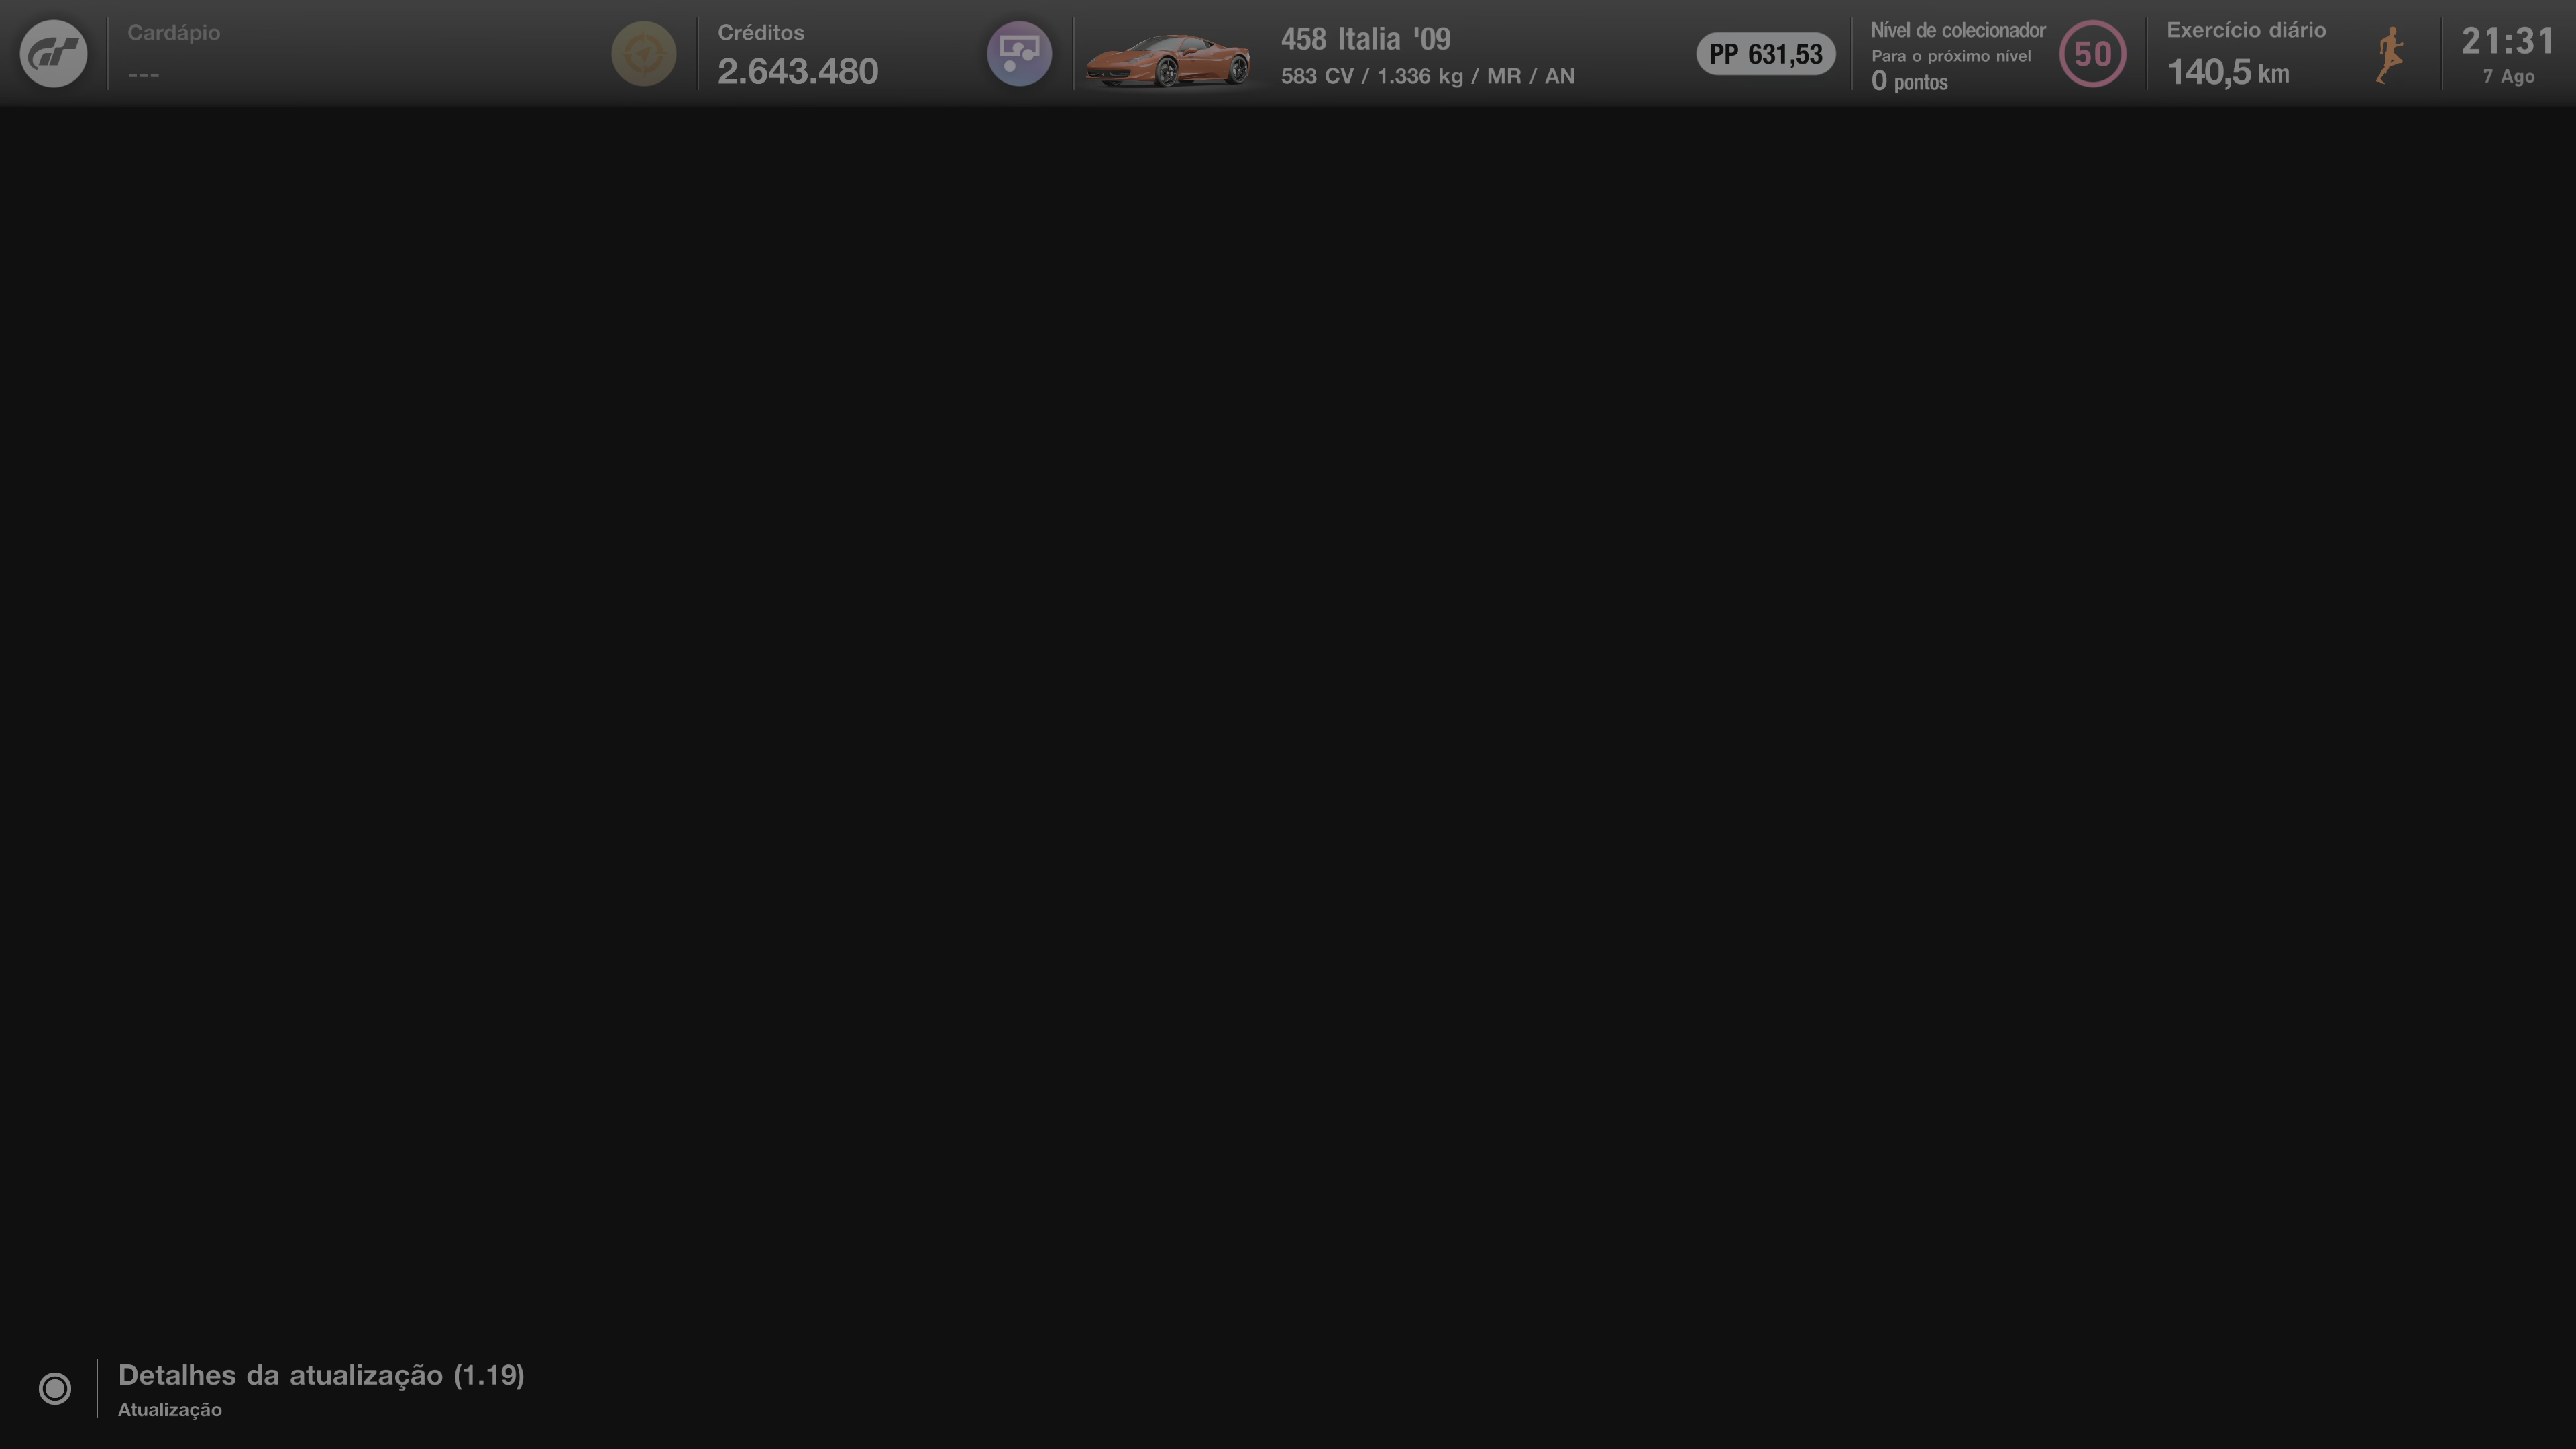 Cardápio
---
Créditos
2.643.480
458 Italia '09
583 CV / 1.336 kg / MR / AN
PP 631,53
Nível de colecionador
Para o próximo nível
0 pontos
50
Exercício diário
140,5 km
21:31
7 Ago
Detalhes da atualização (1.19)
Atualização